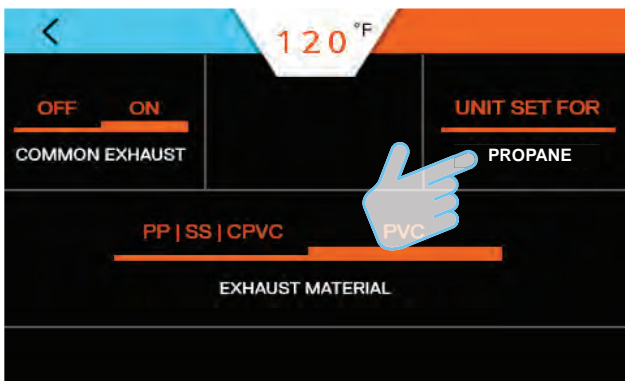 120 °F
OFF ON
COMMON EXHAUST
UNIT SET FOR
PROPANE
PP | SS | CPVC PVC
EXHAUST MATERIAL